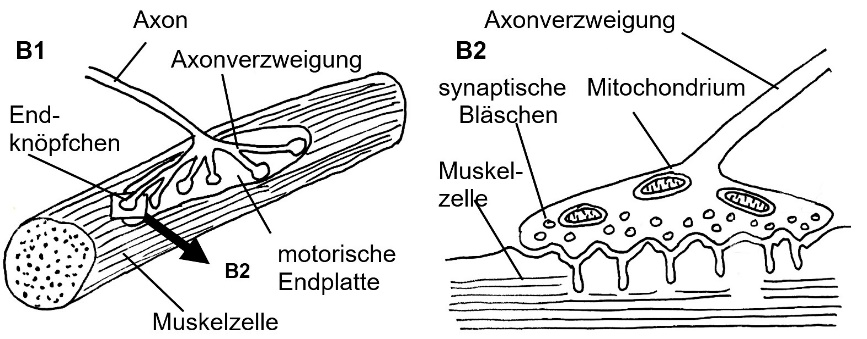 B1
Axon
Axonverzweigung
End-
knöpfchen
motorische
Endplatte
B2
Muskelzelle
B2
Axonverzweigung
synaptische
Bläschen
Mitochondrium
Muskel-
zelle